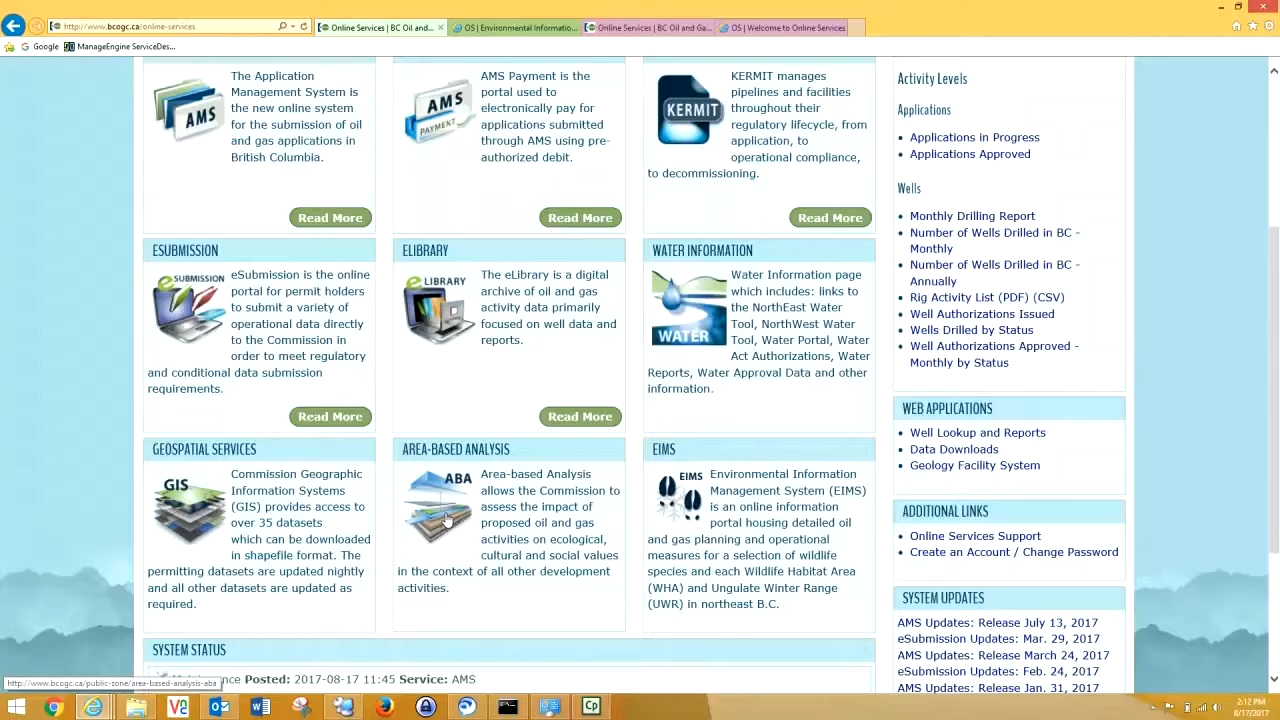 http://www.bcogc.ca/online-services
Online Services | BC Oil and...
OS | Environmental Informatio...
Online Services | BC Oil and Ga...
OS | Welcome to Online Services
Google
ManageEngine ServiceDes...
AMS
The Application
Management System is
the new online system
for the submission of oil
and gas applications in
British Columbia.
Read More
AMS
PAYMENT
AMS Payment is the
portal used to
electronically pay for
applications submitted
through AMS using pre-
authorized debit.
Read More
KERMIT
KERMIT manages
pipelines and facilities
throughout their
regulatory lifecycle, from
application, to
operational compliance,
to decommissioning.
Read More
ESUBMISSION
eSUBMISSION
eSubmission is the online
portal for permit holders
to submit a variety of
operational data directly
to the Commission in
order to meet regulatory
and conditional data submission
requirements.
Read More
ELIBRARY
eLIBRARY
The eLibrary is a digital
archive of oil and gas
activity data primarily
focused on well data and
reports.
Read More
WATER INFORMATION
WATER
Water Information page
which includes: links to
the NorthEast Water
Tool, NorthWest Water
Tool, Water Portal, Water
Act Authorizations, Water
Reports, Water Approval Data and other
information.
GEOSPATIAL SERVICES
GIS
Commission Geographic
Information Systems
(GIS) provides access to
over 35 datasets
which can be downloaded
in shapefile format. The
permitting datasets are updated nightly
and all other datasets are updated as
required.
AREA-BASED ANALYSIS
ABA
Area-based Analysis
allows the Commission to
assess the impact of
proposed oil and gas
activities on ecological,
cultural and social values
in the context of all other development
activities.
EIMS
EIMS
Environmental Information
Management System (EIMS)
is an online information
portal housing detailed oil
and gas planning and operational
measures for a selection of wildlife
species and each Wildlife Habitat Area
(WHA) and Ungulate Winter Range
(UWR) in northeast B.C.
SYSTEM STATUS
Posted: 2017-08-17 11:45 Service: AMS
Activity Levels
Applications
Applications in Progress
Applications Approved
Wells
Monthly Drilling Report
Number of Wells Drilled in BC -
Monthly
Number of Wells Drilled in BC -
Annually
Rig Activity List (PDF) (CSV)
Well Authorizations Issued
Wells Drilled by Status
Well Authorizations Approved -
Monthly by Status
WEB APPLICATIONS
Well Lookup and Reports
Data Downloads
Geology Facility System
ADDITIONAL LINKS
Online Services Support
Create an Account / Change Password
SYSTEM UPDATES
AMS Updates: Release July 13, 2017
eSubmission Updates: Mar. 29, 2017
AMS Updates: Release March 24, 2017
eSubmission Updates: Feb. 24, 2017
AMS Updates: Release Jan. 31, 2017
http://www.bcogc.ca/public-zone/area-based-analysis-aba
2:12 PM
8/17/2017